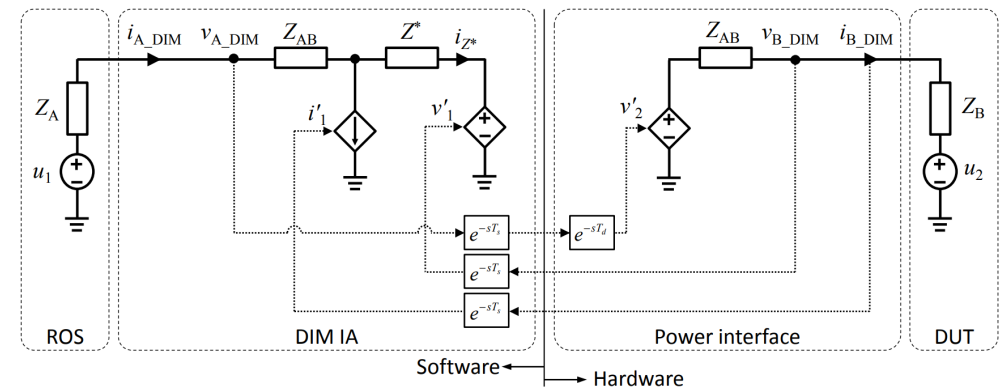 i_A_DIM v_A_DIM Z_AB Z* i_Z*
Z_AB v_B_DIM i_B_DIM
Z_A i′_1 v′_1 v′_2 Z_B
u_1 + − + − + − u_2 + −
e^−sT_s e^−sT_d
e^−sT_s
e^−sT_s
ROS DIM IA Power interface DUT
Software
Hardware